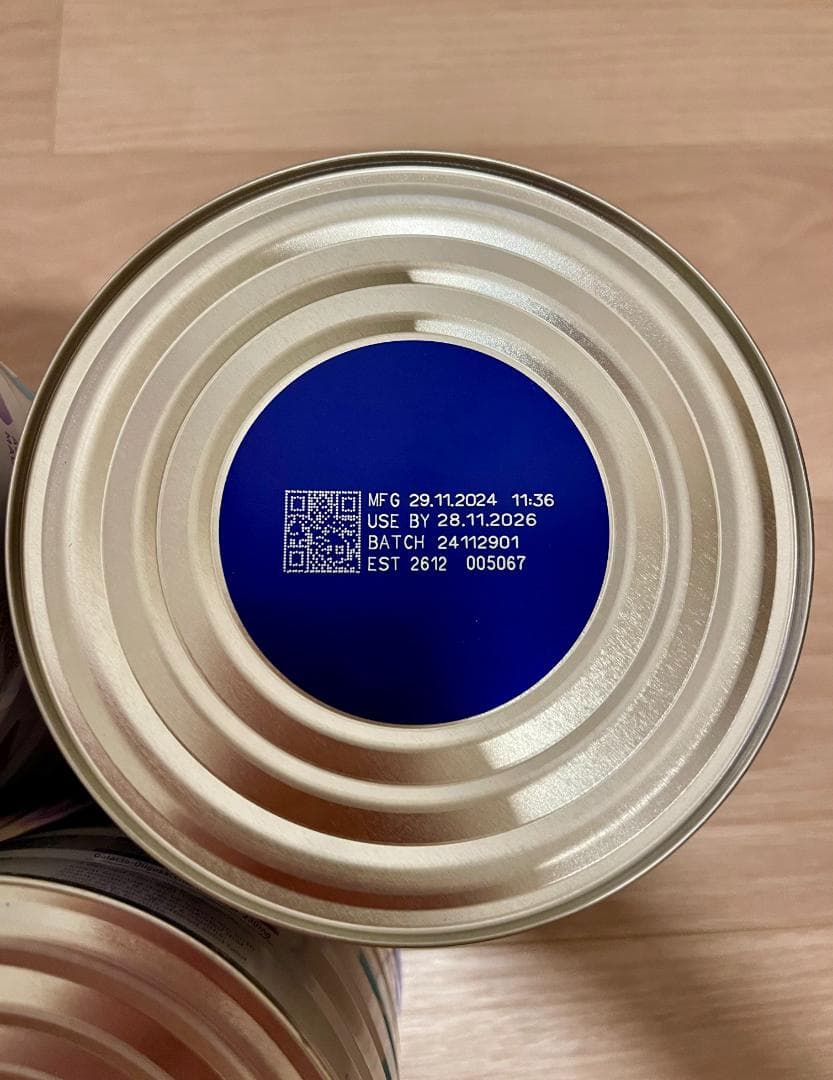 MFG 29.11.2024 11:36
USE BY 28.11.2026
BATCH 24112901
EST 2612 005067